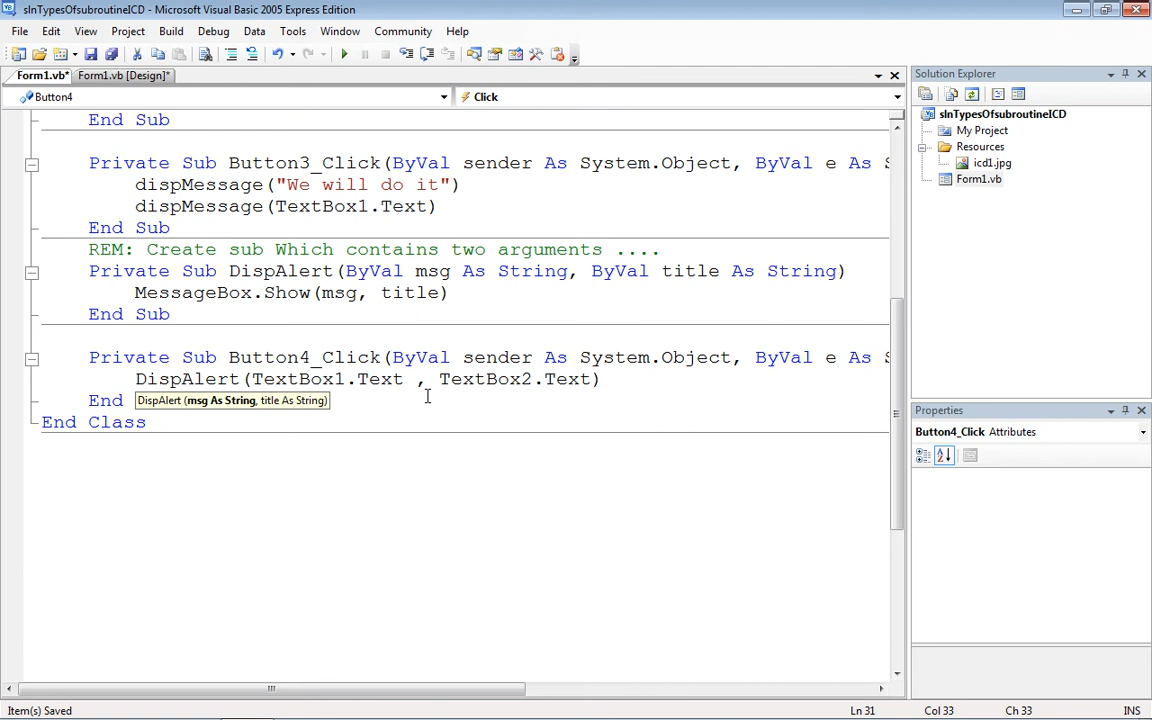 sInTypesOfsubroutineICD - Microsoft Visual Basic 2005 Express Edition
File Edit View Project Build Debug Data Tools Window Community Help
Form1.vb* Form1.vb [Design]*
Button4 Click
End Sub
Private Sub Button3_Click(ByVal sender As System.Object, ByVal e As S
dispMessage("We will do it")
dispMessage(TextBox1.Text)
End Sub
REM: Create sub Which contains two arguments ....
Private Sub DispAlert(ByVal msg As String, ByVal title As String)
MessageBox.Show(msg, title)
End Sub
Private Sub Button4_Click(ByVal sender As System.Object, ByVal e As S
DispAlert(TextBox1.Text , TextBox2.Text)
End
DispAlert (msg As String, title As String)
End Class
Solution Explorer
sInTypesOfsubroutineICD
My Project
Resources
icd1.jpg
Form1.vb
Properties
Button4_Click Attributes
Item(s) Saved Ln 31 Col 33 Ch 33 INS